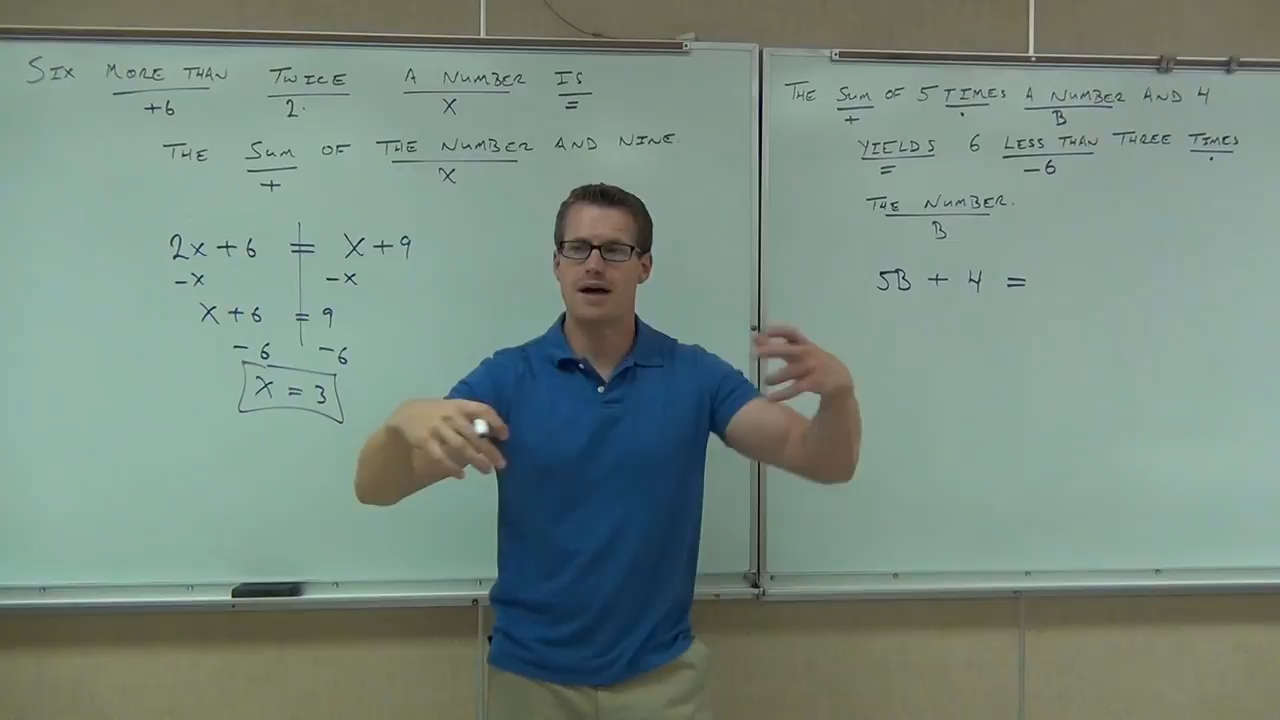 SIX MORE THAN TWICE A NUMBER IS
+6 2· X =
THE SUM OF THE NUMBER AND NINE.
+ X
2X + 6 = X + 9
-X -X
X + 6 = 9
-6 -6
X = 3
THE SUM OF 5 TIMES A NUMBER AND 4
+ · B
YIELDS 6 LESS THAN THREE TIMES
= -6 ·
THE NUMBER.
B
5B + 4 =